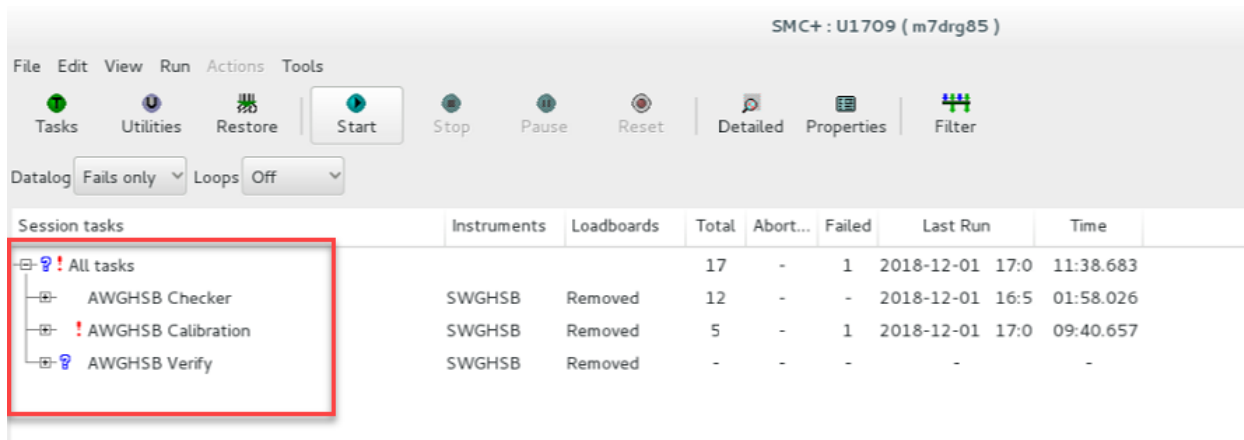 SMC+ : U1709 ( m7drg85 )
File Edit View Run Actions Tools
Tasks Utilities Restore Start Stop Pause Reset Detailed Properties Filter
Datalog Fails only Loops Off
Session tasks Instruments Loadboards Total Abort... Failed Last Run Time
All tasks 17 - 1 2018-12-01 17:0 11:38.683
AWGHSB Checker SWGHSB Removed 12 - - 2018-12-01 16:5 01:58.026
AWGHSB Calibration SWGHSB Removed 5 - 1 2018-12-01 17:0 09:40.657
AWGHSB Verify SWGHSB Removed - - - - -